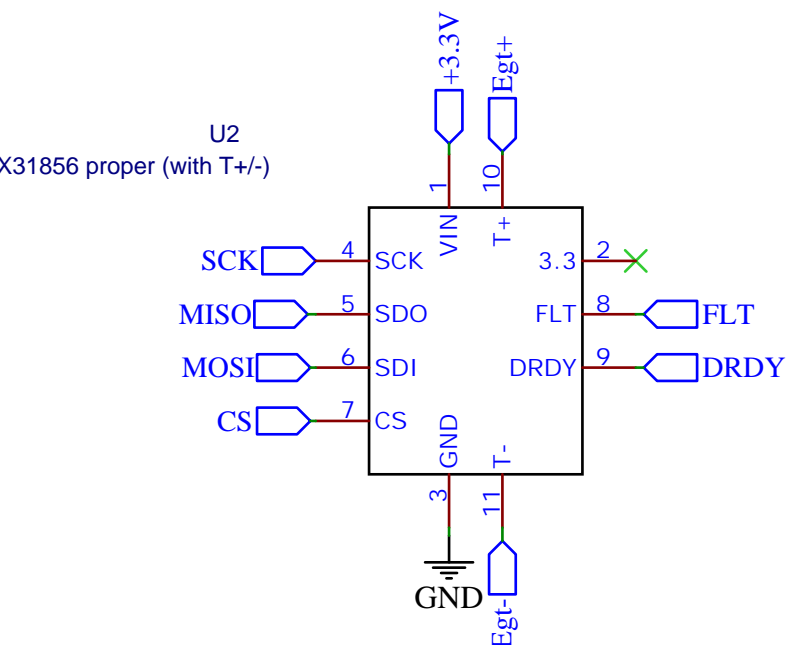 +3.3V
Egt+
U2
X31856 proper (with T+/-)
1
10
VIN
T+
SCK
4
SCK
3.3
2
MISO
5
SDO
FLT
8
FLT
MOSI
6
SDI
DRDY
9
DRDY
CS
7
CS
GND
T-
3
11
GND
Egt-